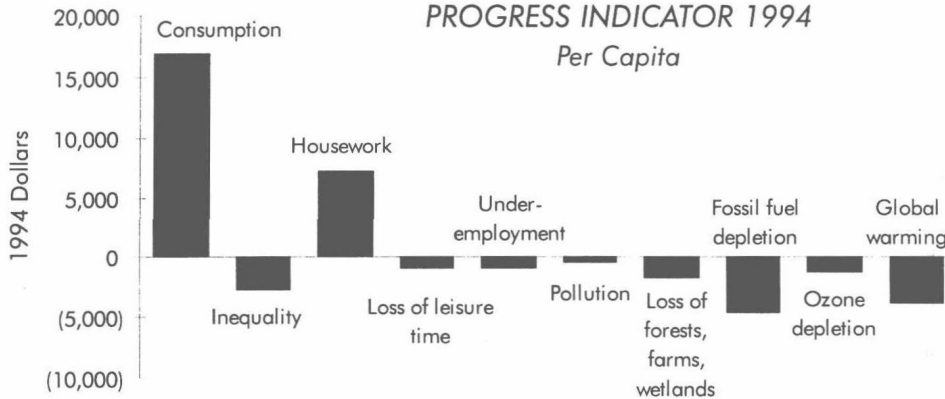 PROGRESS INDICATOR 1994
Per Capita
1994 Dollars
20,000
15,000
10,000
5,000
0
(5,000)
(10,000)
Consumption
Inequality
Housework
Loss of leisure
time
Under-
employment
Pollution
Loss of
forests,
farms,
wetlands
Fossil fuel
depletion
Ozone
depletion
Global
warming